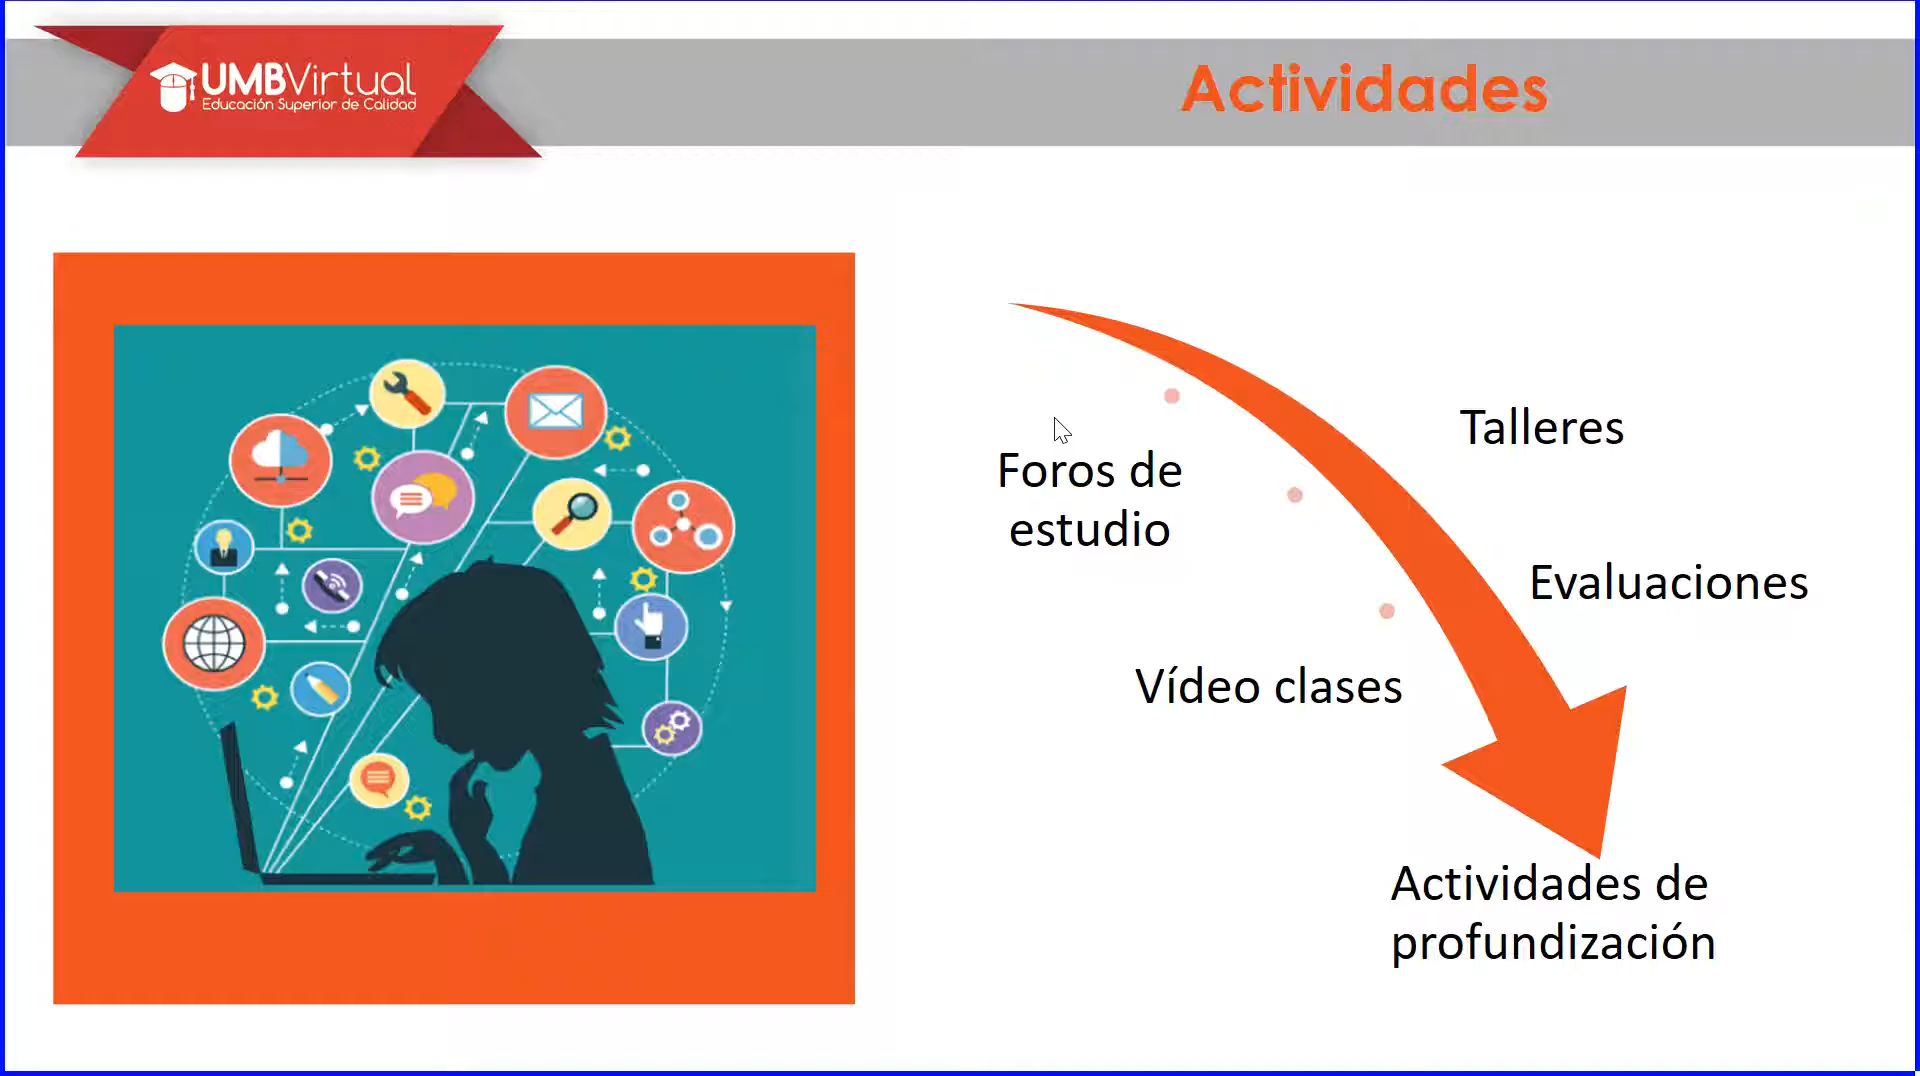 UMBVirtual
Educación Superior de Calidad
Actividades
Talleres
Foros de
estudio
Evaluaciones
Vídeo clases
Actividades de
profundización